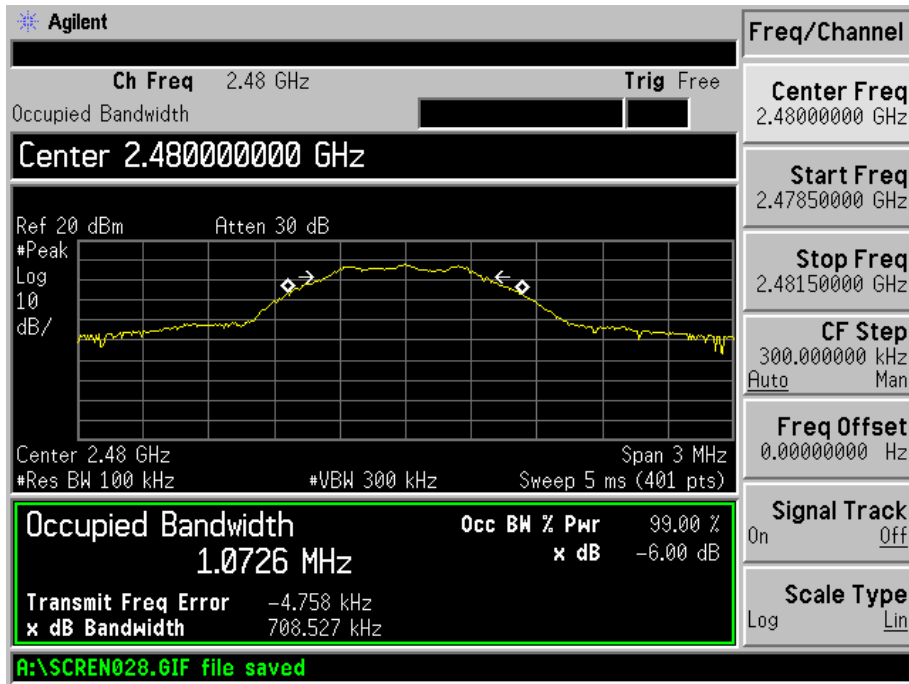 Agilent
Ch Freq 2.48 GHz Trig Free
Occupied Bandwidth
Center 2.480000000 GHz
Ref 20 dBm Atten 30 dB
#Peak
Log
10
dB/
Center 2.48 GHz Span 3 MHz
#Res BW 100 kHz #VBW 300 kHz Sweep 5 ms (401 pts)
Occupied Bandwidth Occ BW % Pwr 99.00 %
1.0726 MHz x dB -6.00 dB
Transmit Freq Error -4.758 kHz
x dB Bandwidth 708.527 kHz
A:\SCREN028.GIF file saved
Freq/Channel
Center Freq
2.48000000 GHz
Start Freq
2.47850000 GHz
Stop Freq
2.48150000 GHz
CF Step
300.000000 kHz
Auto Man
Freq Offset
0.00000000 Hz
Signal Track
On Off
Scale Type
Log Lin